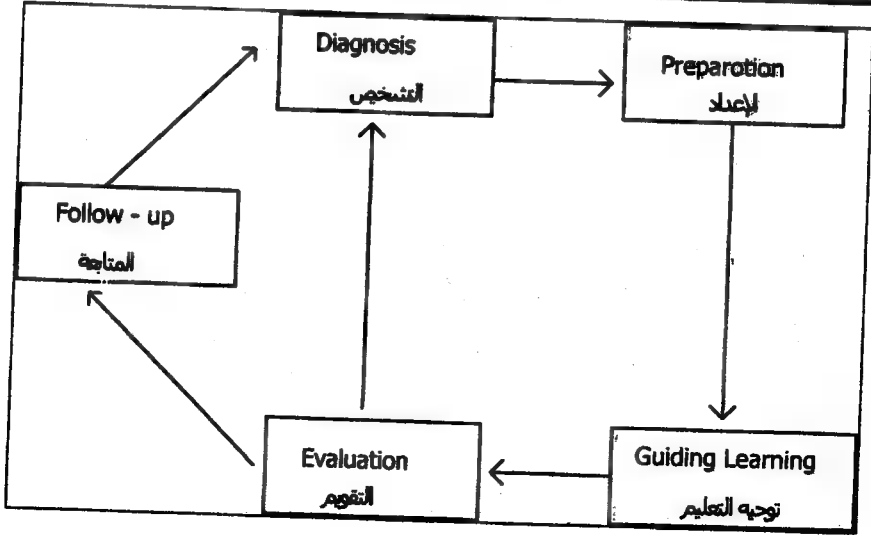 Diagnosis
التشخيص
Preparotion
الإعداد
Follow - up
المتابعة
Evaluation
التقويم
Guiding Learning
توجيه التعليم